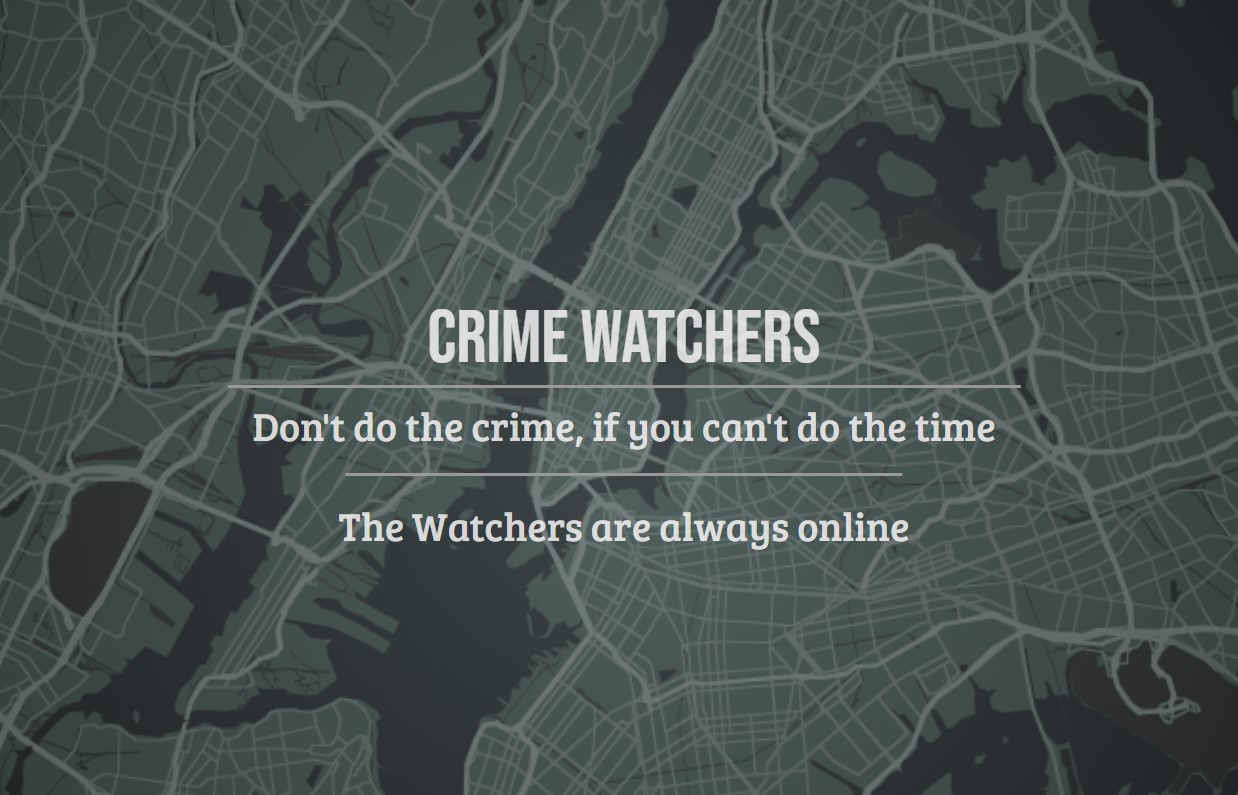 CRIME WATCHERS
Don't do the crime, if you can't do the time
The Watchers are always online